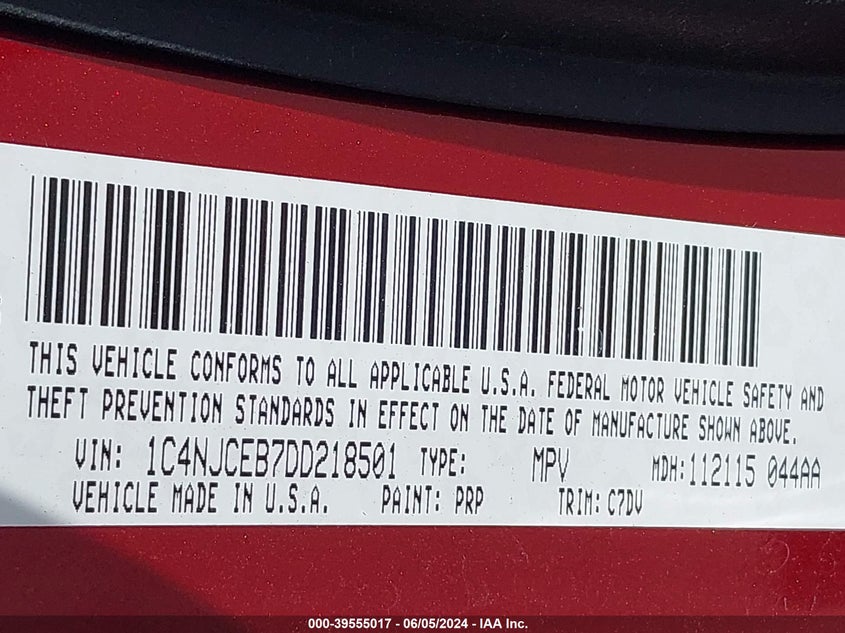 THIS VEHICLE CONFORMS TO ALL APPLICABLE U.S.A. FEDERAL MOTOR VEHICLE SAFETY AND
THEFT PREVENTION STANDARDS IN EFFECT ON THE DATE OF MANUFACTURE SHOWN ABOVE.
VIN: 1C4NJCEB7DD218501 TYPE: MPV MDH: 112115 044AA
VEHICLE MADE IN U.S.A. PAINT: PRP TRIM: C7DV
000-39555017 - 06/05/2024 - IAA Inc.